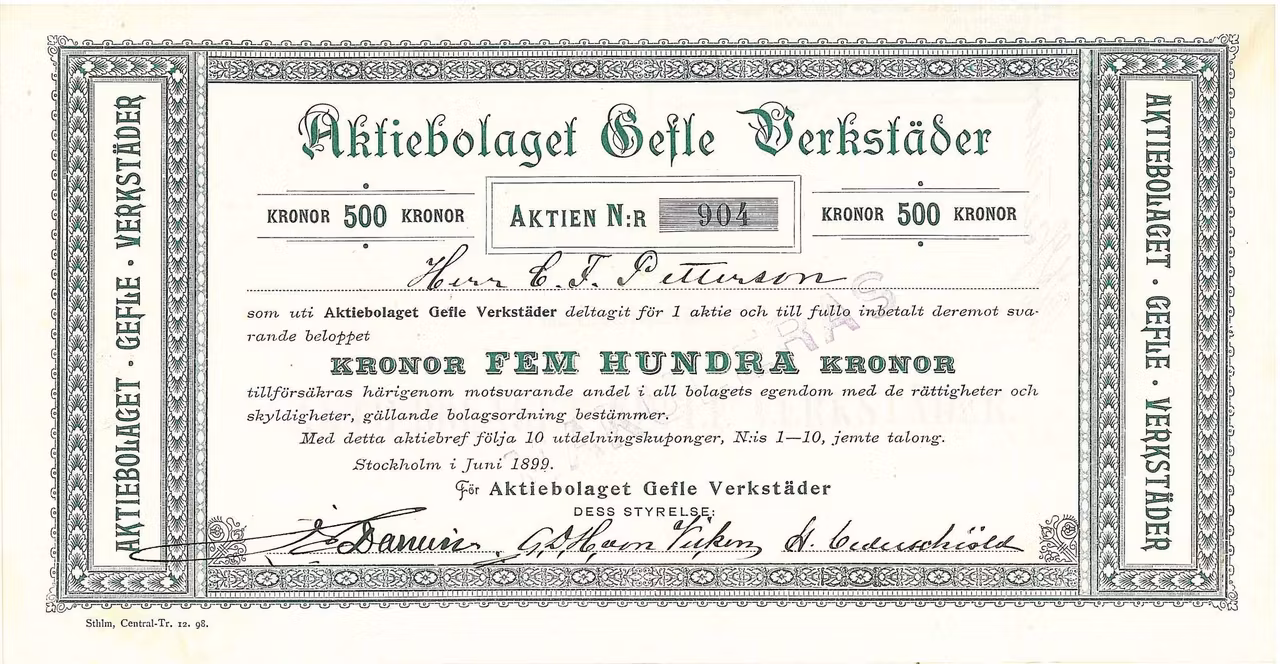 Aktiebolaget Gefle Verkstäder
KRONOR 500 KRONOR
AKTIEN N:R 904
KRONOR 500 KRONOR
Herr C. F. Petterson
som uti Aktiebolaget Gefle Verkstäder deltagit för 1 aktie och till fullo inbetalt deremot sva-
rande beloppet
KRONOR FEM HUNDRA KRONOR
tillförsäkras härigenom motsvarande andel i all bolagets egendom med de rättigheter och
skyldigheter, gällande bolagsordning bestämmer.
Med detta aktiebref följa 10 utdelningskuponger, N:is 1—10, jemte talong.
Stockholm i Juni 1899.
För Aktiebolaget Gefle Verkstäder
DESS STYRELSE:
AKTIEBOLAGET · GEFLE · VERKSTÄDER
AKTIEBOLAGET · GEFLE · VERKSTÄDER
Sthlm, Central-Tr. 12. 98.